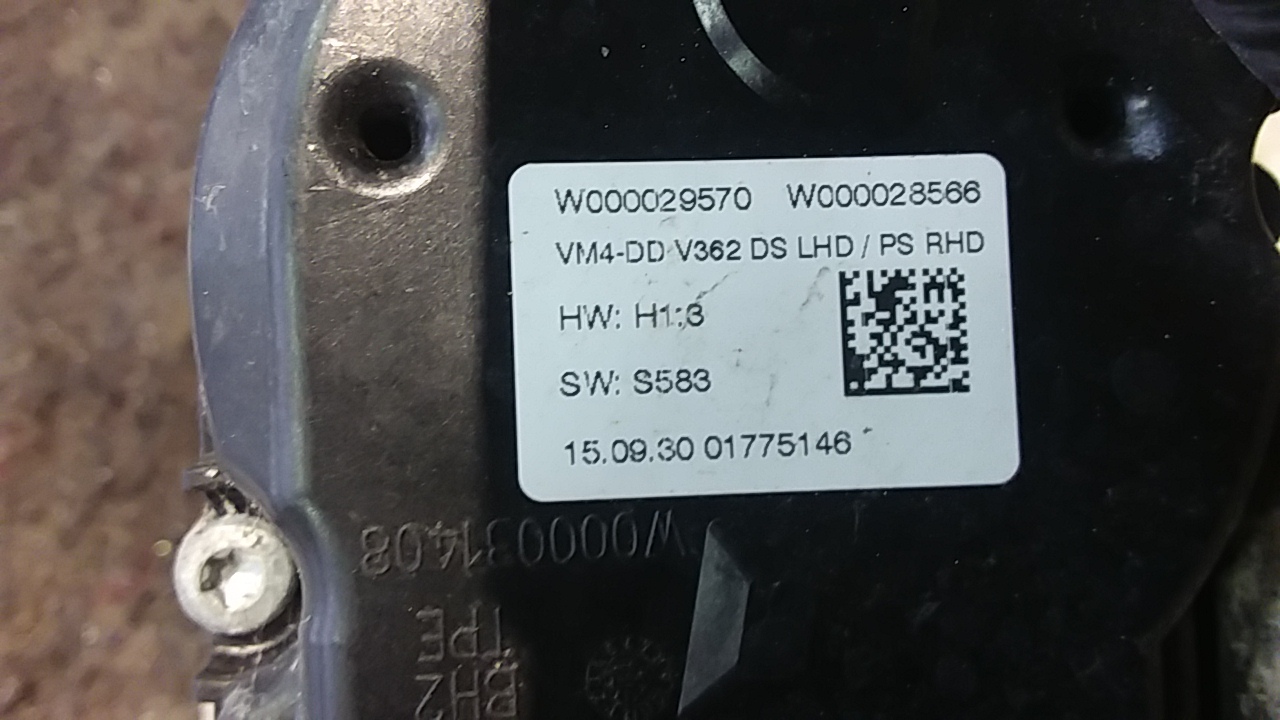 W000029570 W000028566
VM4-DD V362 DS LHD / PS RHD
HW: H1.3
SW: S583
15.09.30 01775146
W000031408
TPE